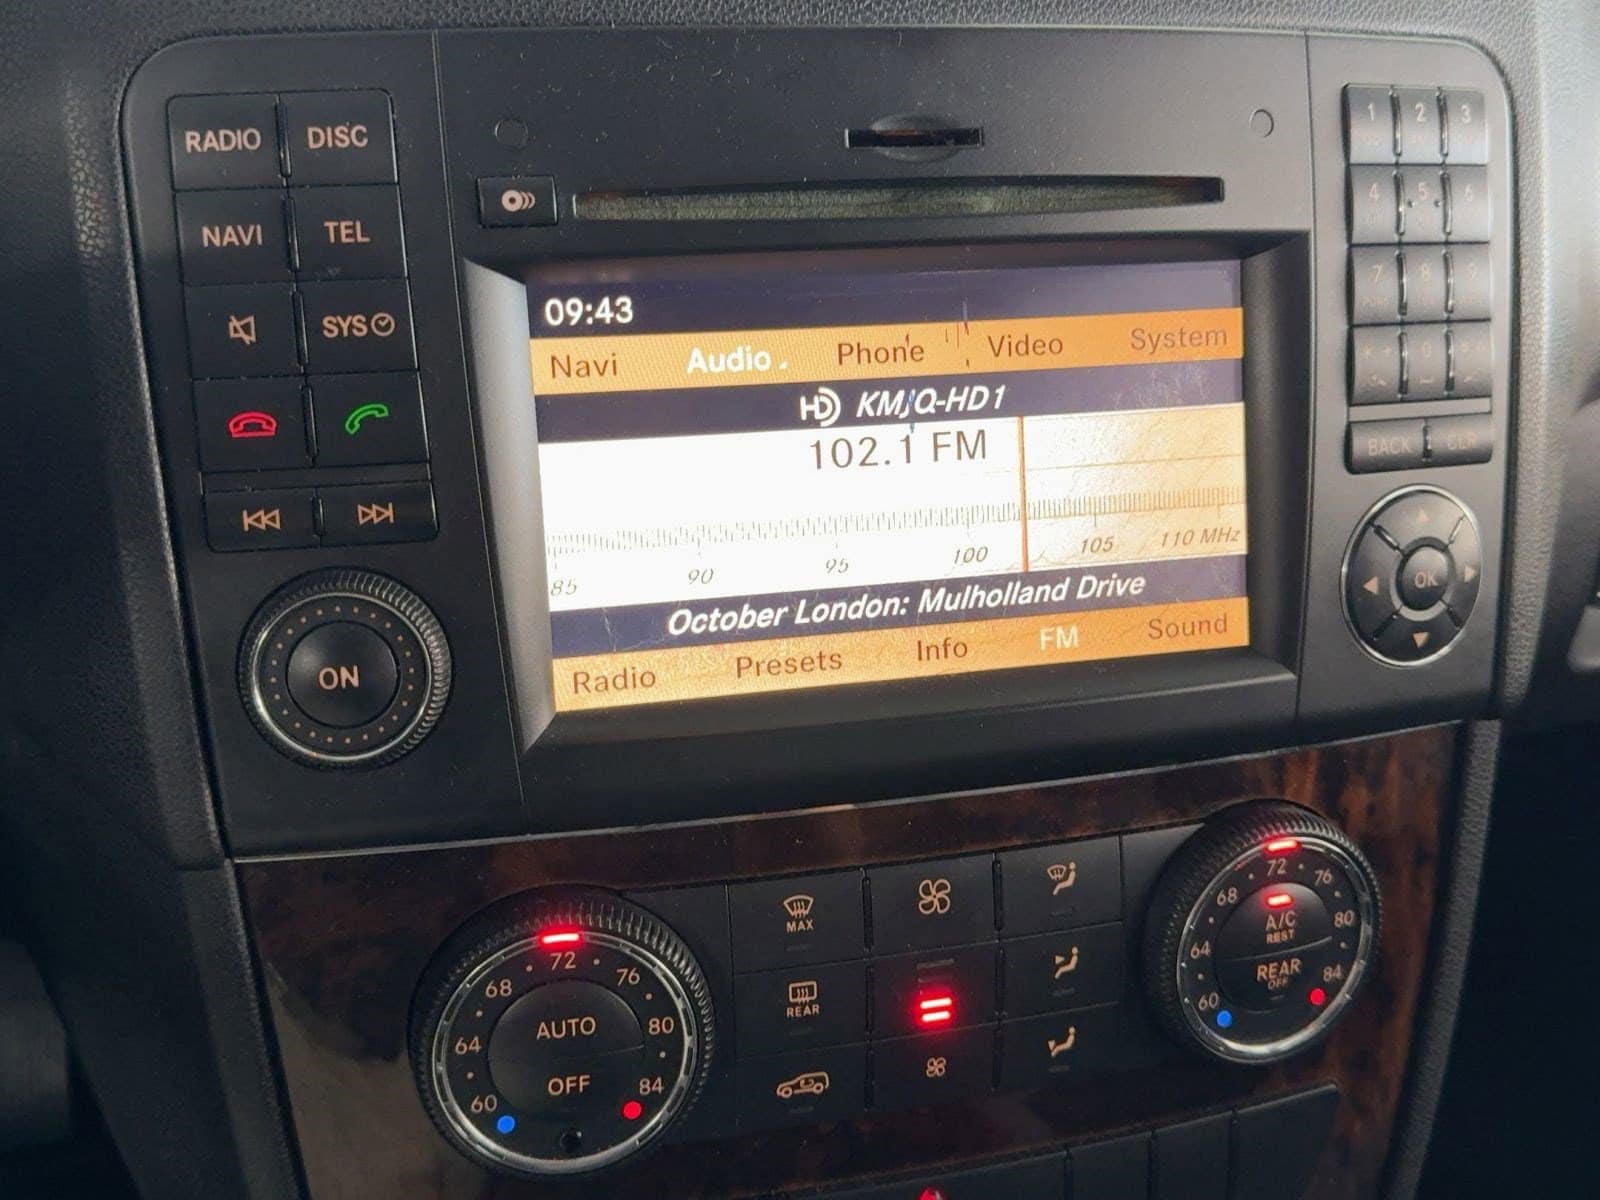 RADIO DISC
NAVI TEL
SYS
ON
09:43
Navi Audio Phone Video System
HD KMJQ-HD1
102.1 FM
85 90 95 100 105 110 MHz
October London: Mulholland Drive
Radio Presets Info FM Sound
1 2 3
4 5 6
7 8 9
0
BACK CLR
OK
60 64 68 72 76 80 84
AUTO
OFF
MAX
REAR
60 64 68 72 76 80 84
A/C
REST
REAR
OFF